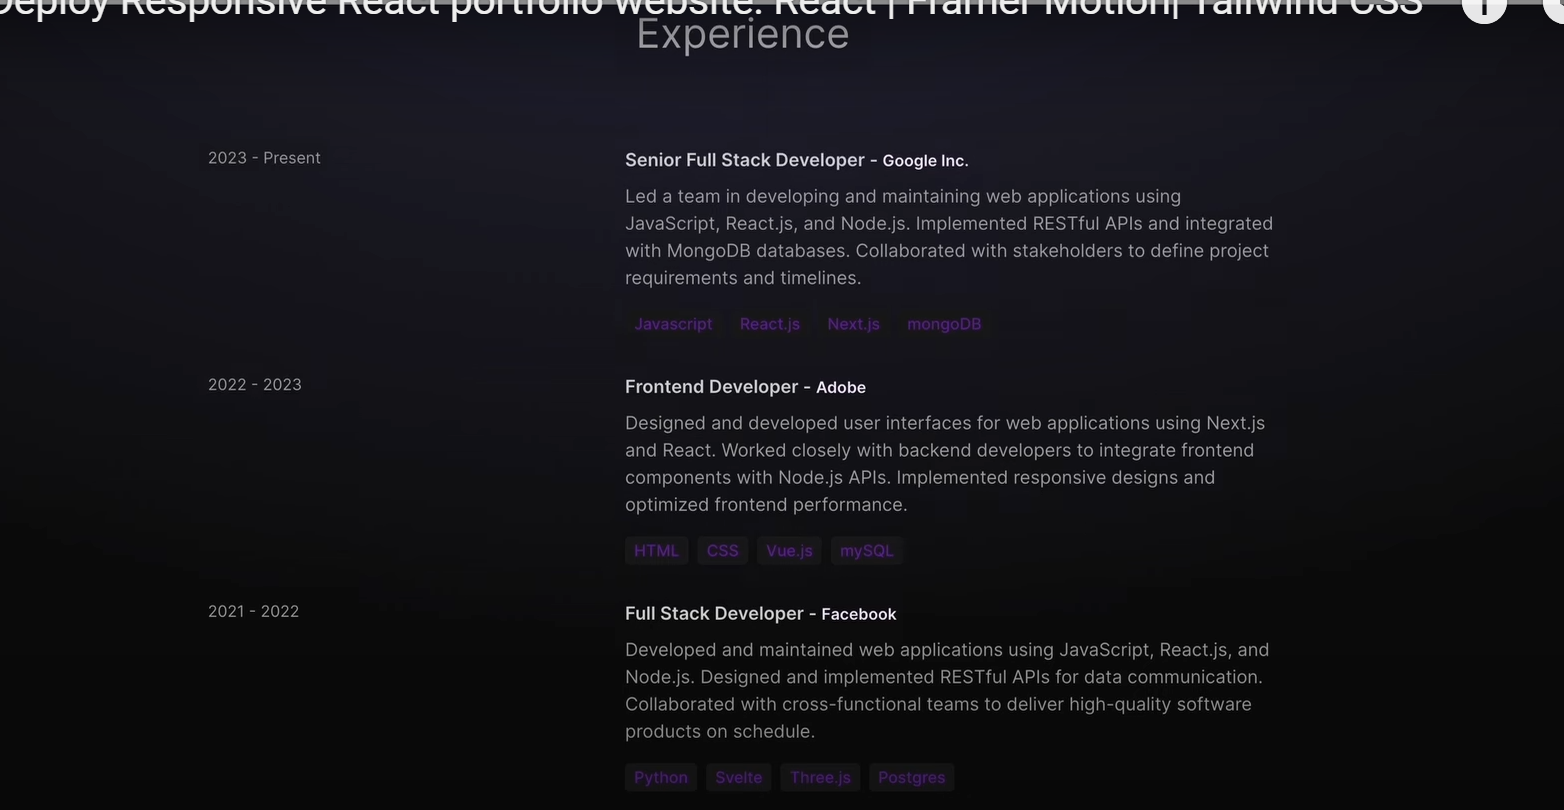 Deploy Responsive React portfolio website. React | Framer Motion| Tailwind CSS
Experience
2023 - Present
Senior Full Stack Developer - Google Inc.
Led a team in developing and maintaining web applications using
JavaScript, React.js, and Node.js. Implemented RESTful APIs and integrated
with MongoDB databases. Collaborated with stakeholders to define project
requirements and timelines.
Javascript React.js Next.js mongoDB
2022 - 2023
Frontend Developer - Adobe
Designed and developed user interfaces for web applications using Next.js
and React. Worked closely with backend developers to integrate frontend
components with Node.js APIs. Implemented responsive designs and
optimized frontend performance.
HTML CSS Vue.js mySQL
2021 - 2022
Full Stack Developer - Facebook
Developed and maintained web applications using JavaScript, React.js, and
Node.js. Designed and implemented RESTful APIs for data communication.
Collaborated with cross-functional teams to deliver high-quality software
products on schedule.
Python Svelte Three.js Postgres